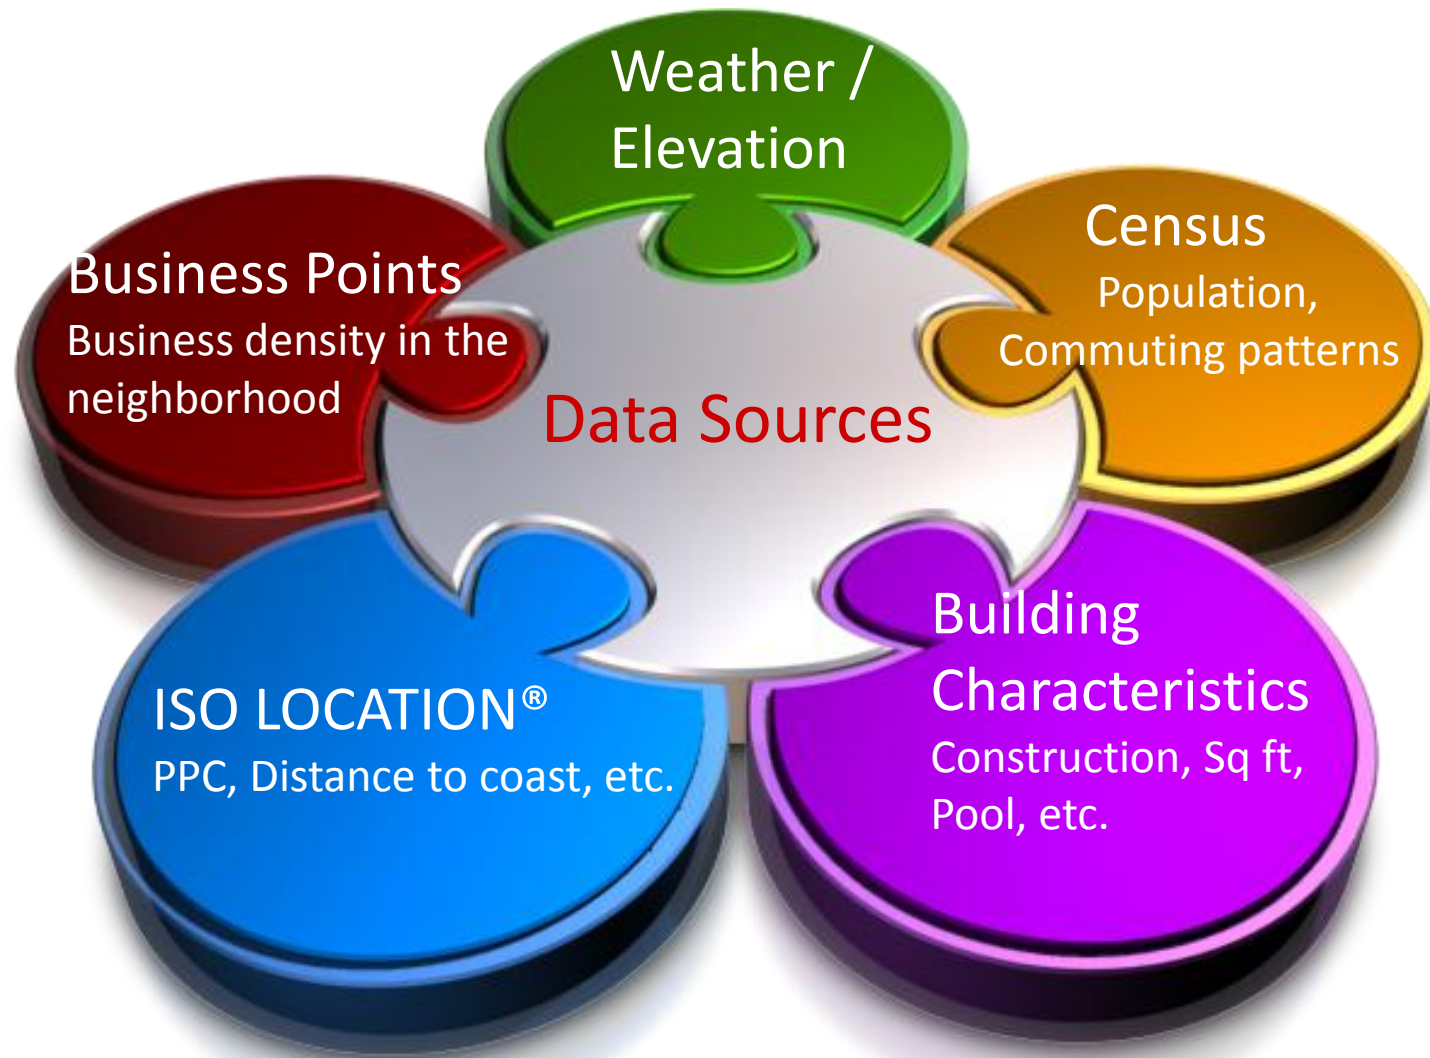 Weather /
Elevation
Business Points
Business density in the
neighborhood
Census
Population,
Commuting patterns
Data Sources
ISO LOCATION®
PPC, Distance to coast, etc.
Building
Characteristics
Construction, Sq ft,
Pool, etc.